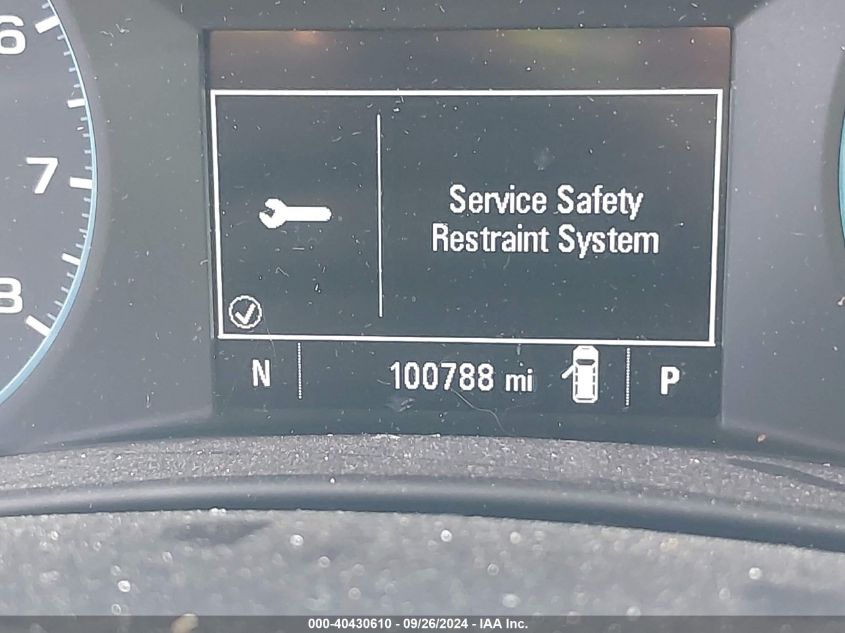 6
7
8
Service Safety
Restraint System
N 100788 mi P
000-40430610 - 09/26/2024 - IAA Inc.